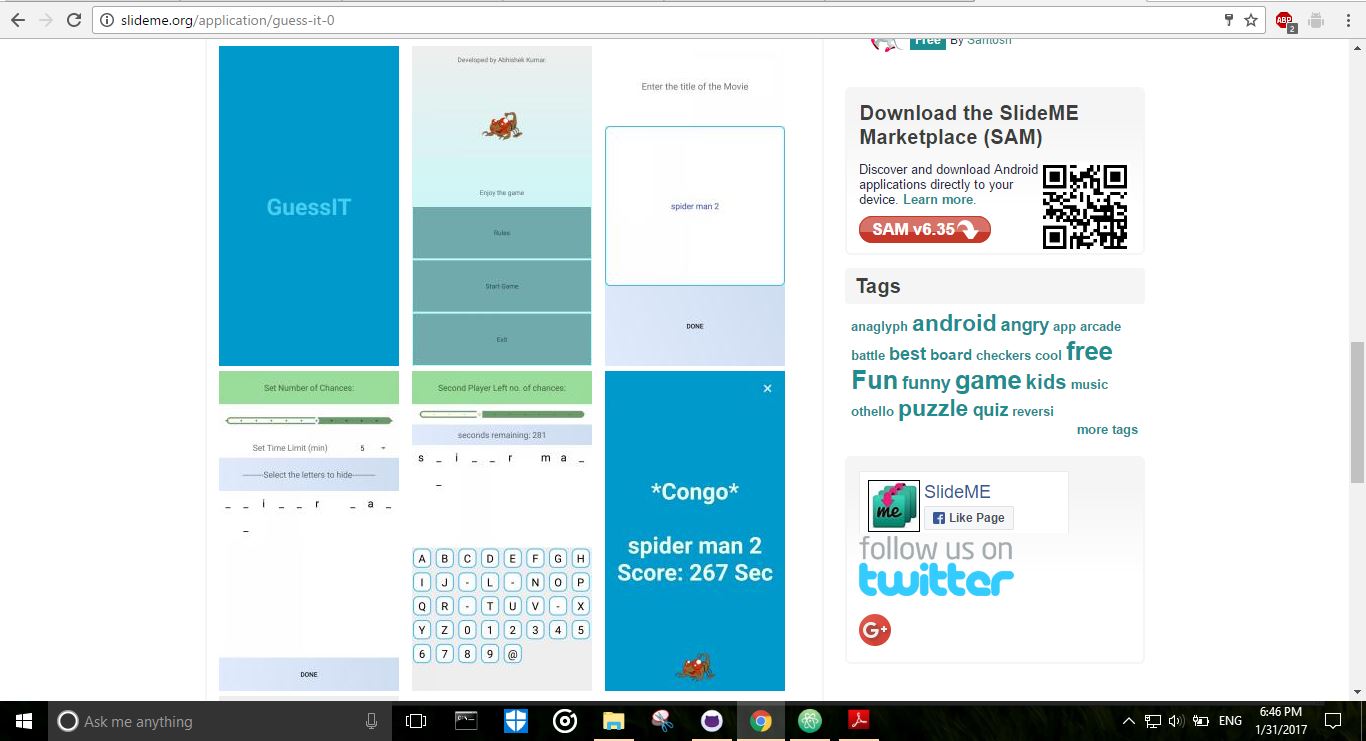 slideme.org/application/guess-it-0
ABP
2
Free By Santosh
GuessIT
Developed by Abhishek Kumar.
Enjoy the game
Rules
Start Game
Exit
Enter the title of the Movie
spider man 2
DONE
Set Number of Chances:
Set Time Limit (min) 5
--------Select the letters to hide--------
_ _ i _ _ r _ a _
_
DONE
Second Player Left no. of chances:
seconds remaining: 281
s _ i _ _ r m a _
_
A B C D E F G H
I J - L - N O P
Q R - T U V - X
Y Z 0 1 2 3 4 5
6 7 8 9 @
×
*Congo*
spider man 2
Score: 267 Sec
Download the SlideME
Marketplace (SAM)
Discover and download Android
applications directly to your
device. Learn more.
SAM v6.35
Tags
anaglyph android angry app arcade
battle best board checkers cool free
Fun funny game kids music
othello puzzle quiz reversi
more tags
me
SlideME
Like Page
follow us on
twitter
G+
Ask me anything
ENG
6:46 PM
1/31/2017